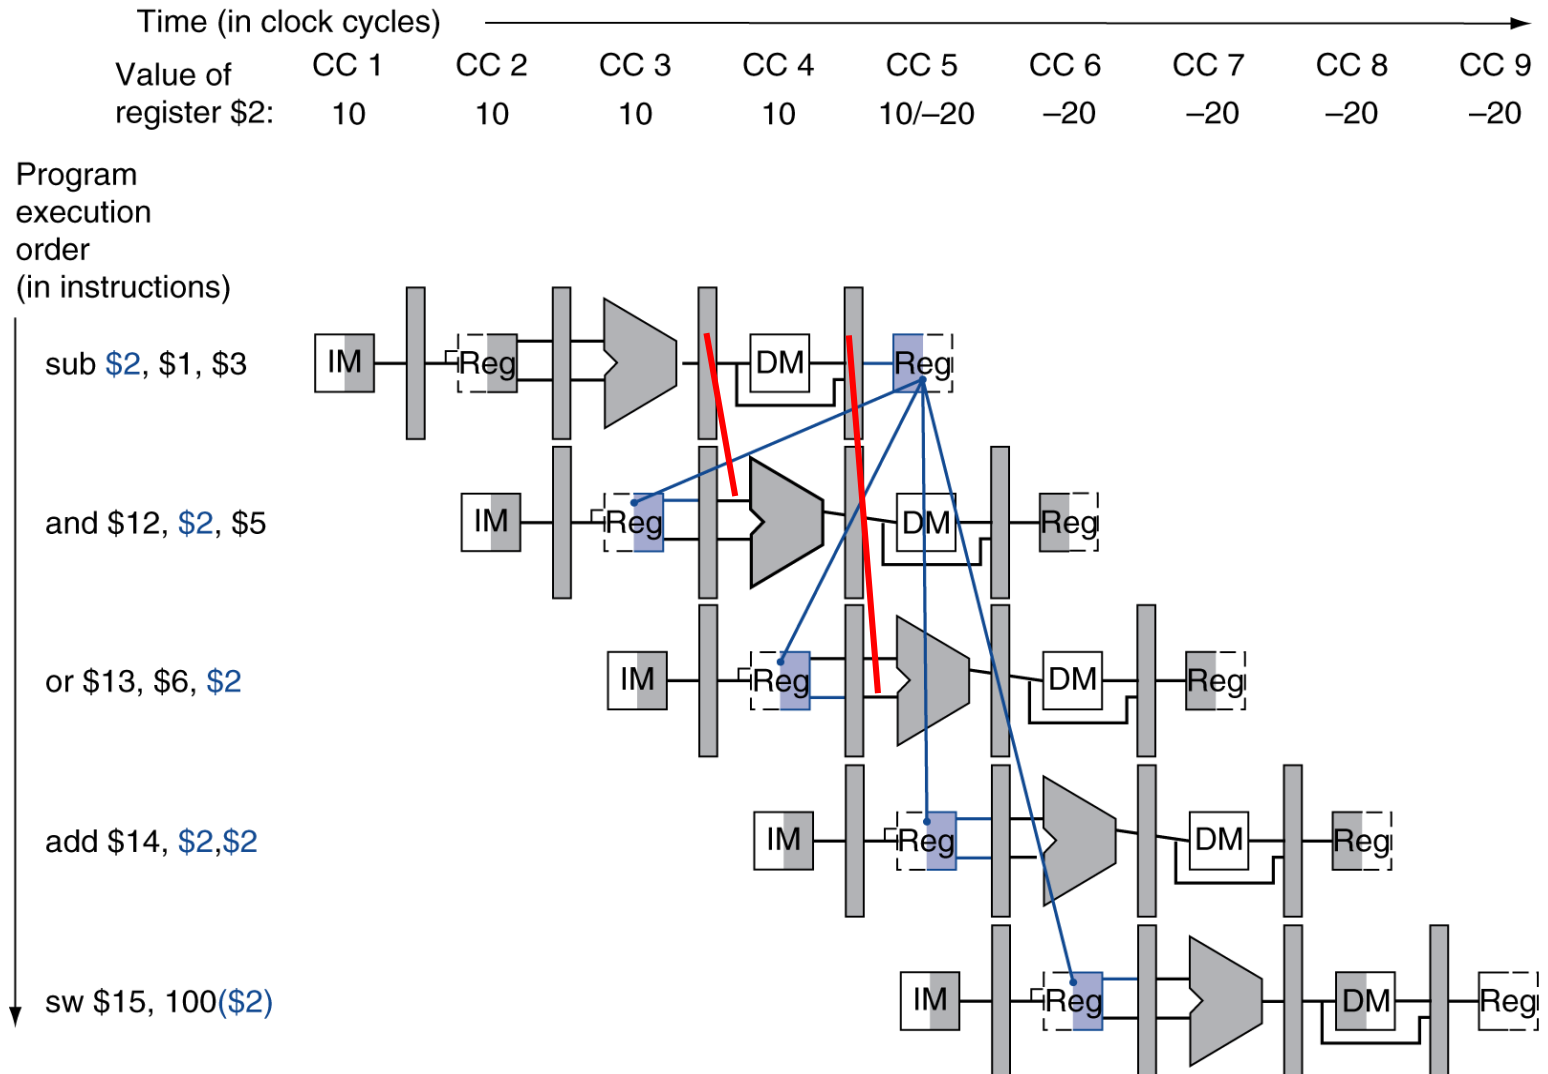 Time (in clock cycles)
CC 1 CC 2 CC 3 CC 4 CC 5 CC 6 CC 7 CC 8 CC 9
Value of
register $2: 10 10 10 10 10/–20 –20 –20 –20 –20
Program
execution
order
(in instructions)
sub $2, $1, $3 IM Reg DM Reg
and $12, $2, $5 IM Reg DM Reg
or $13, $6, $2 IM Reg DM Reg
add $14, $2,$2 IM Reg DM Reg
sw $15, 100($2) IM Reg DM Reg